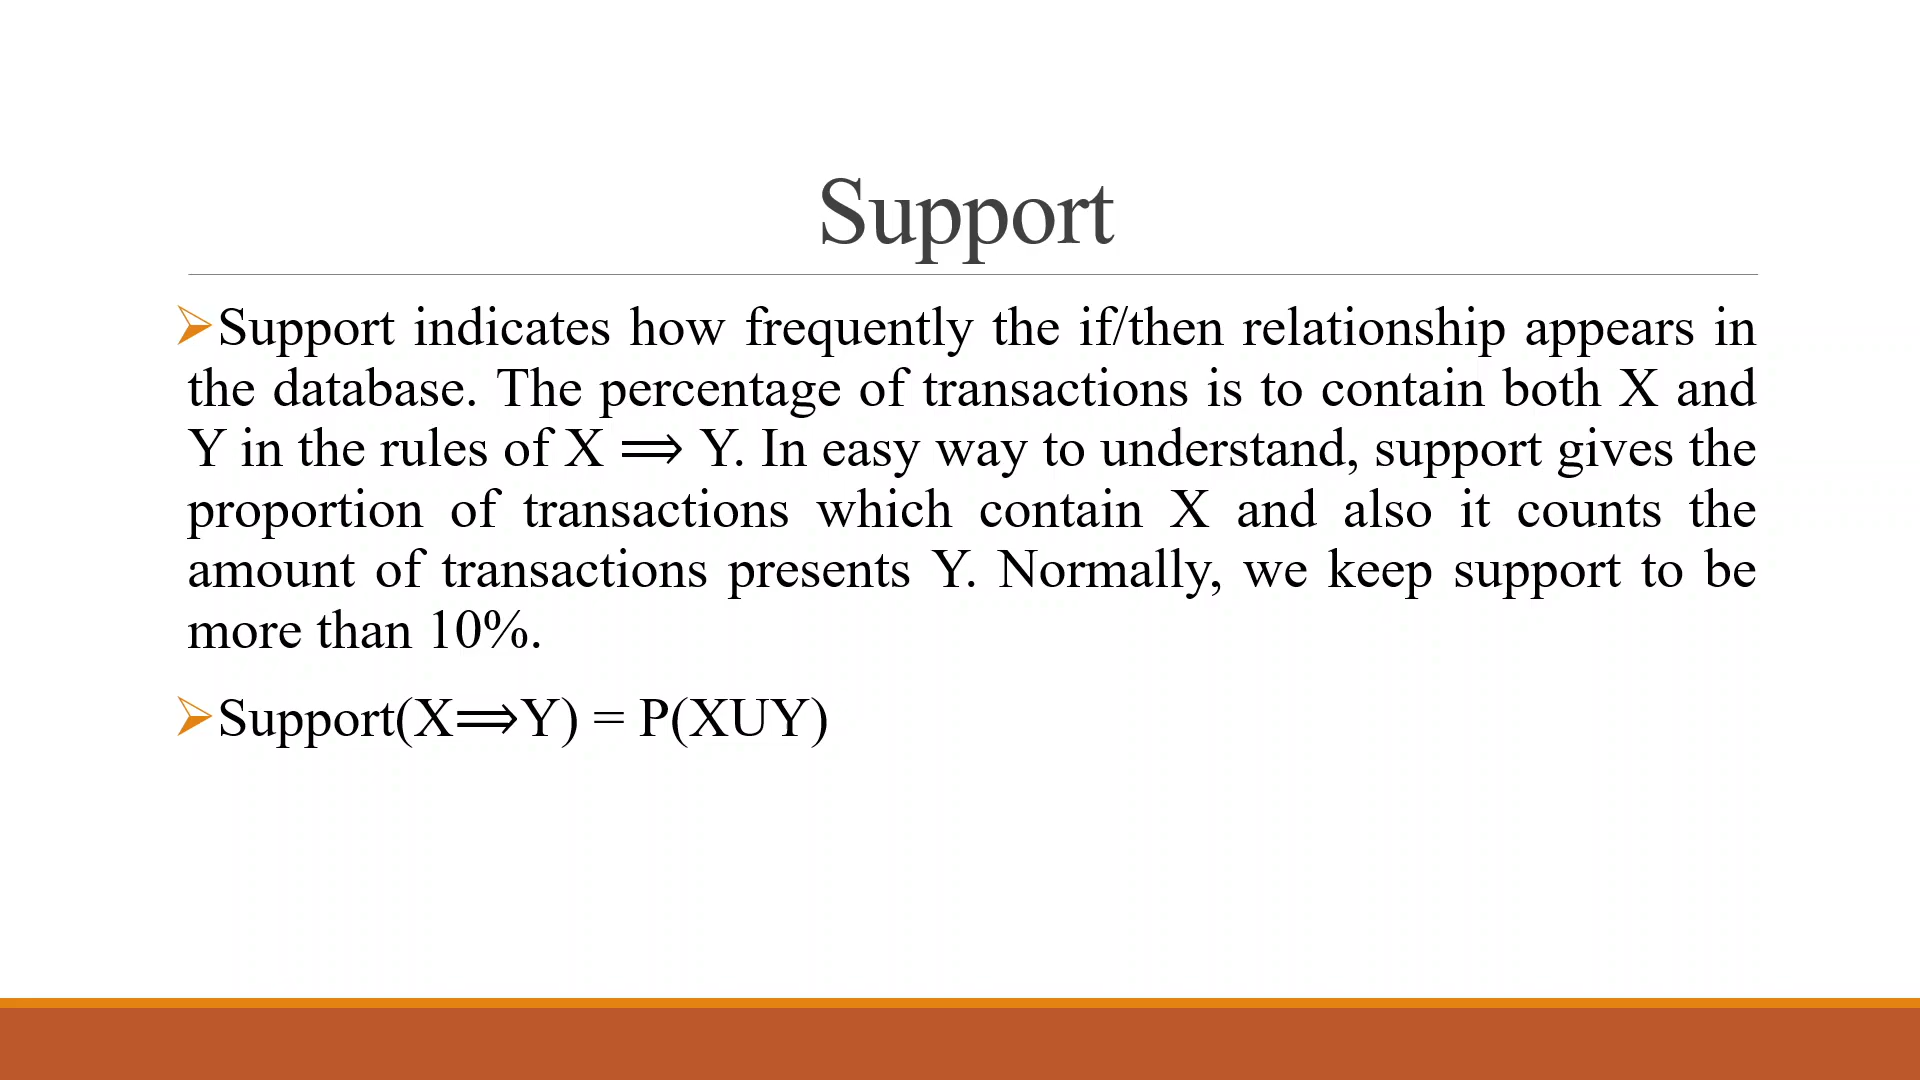 Support
➢Support indicates how frequently the if/then relationship appears in
the database. The percentage of transactions is to contain both X and
Y in the rules of X ⟹ Y. In easy way to understand, support gives the
proportion of transactions which contain X and also it counts the
amount of transactions presents Y. Normally, we keep support to be
more than 10%.
➢Support(X⟹Y) = P(XUY)